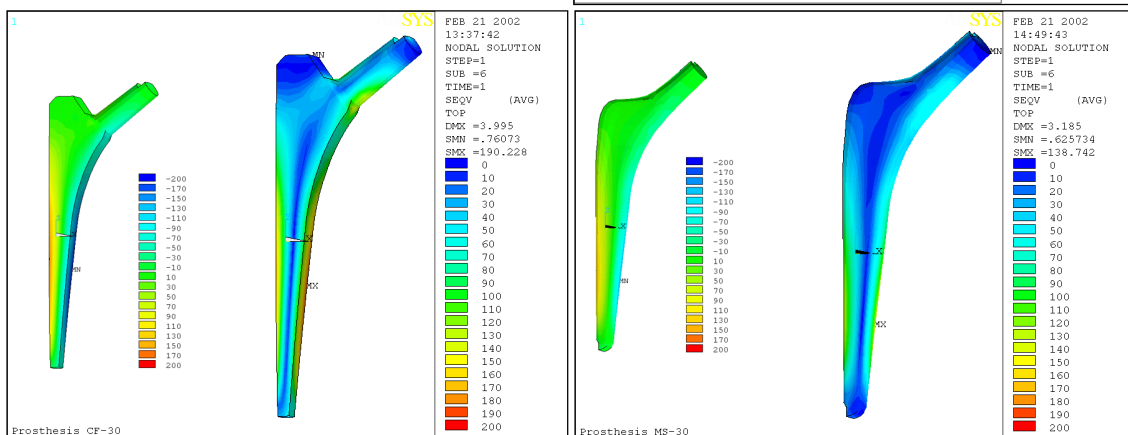 1
SYS
FEB 21 2002
13:37:42
NODAL SOLUTION
STEP=1
SUB =6
TIME=1
SEQV (AVG)
TOP
DMX =3.995
SMN =.76073
SMX =190.228
0
10
20
30
40
50
60
70
80
90
100
110
120
130
140
150
160
170
180
190
200
-200
-170
-150
-130
-110
-90
-70
-50
-30
-10
10
30
50
70
90
110
130
150
170
200
MN
X
MN
X
MX
Prosthesis CF-30
1
SYS
FEB 21 2002
14:49:43
NODAL SOLUTION
STEP=1
SUB =6
TIME=1
SEQV (AVG)
TOP
DMX =3.185
SMN =.625734
SMX =138.742
0
10
20
30
40
50
60
70
80
90
100
110
120
130
140
150
160
170
180
190
200
-200
-170
-150
-130
-110
-90
-70
-50
-30
-10
10
30
50
70
90
110
130
150
170
200
MN
X
MN
X
MX
Prosthesis MS-30